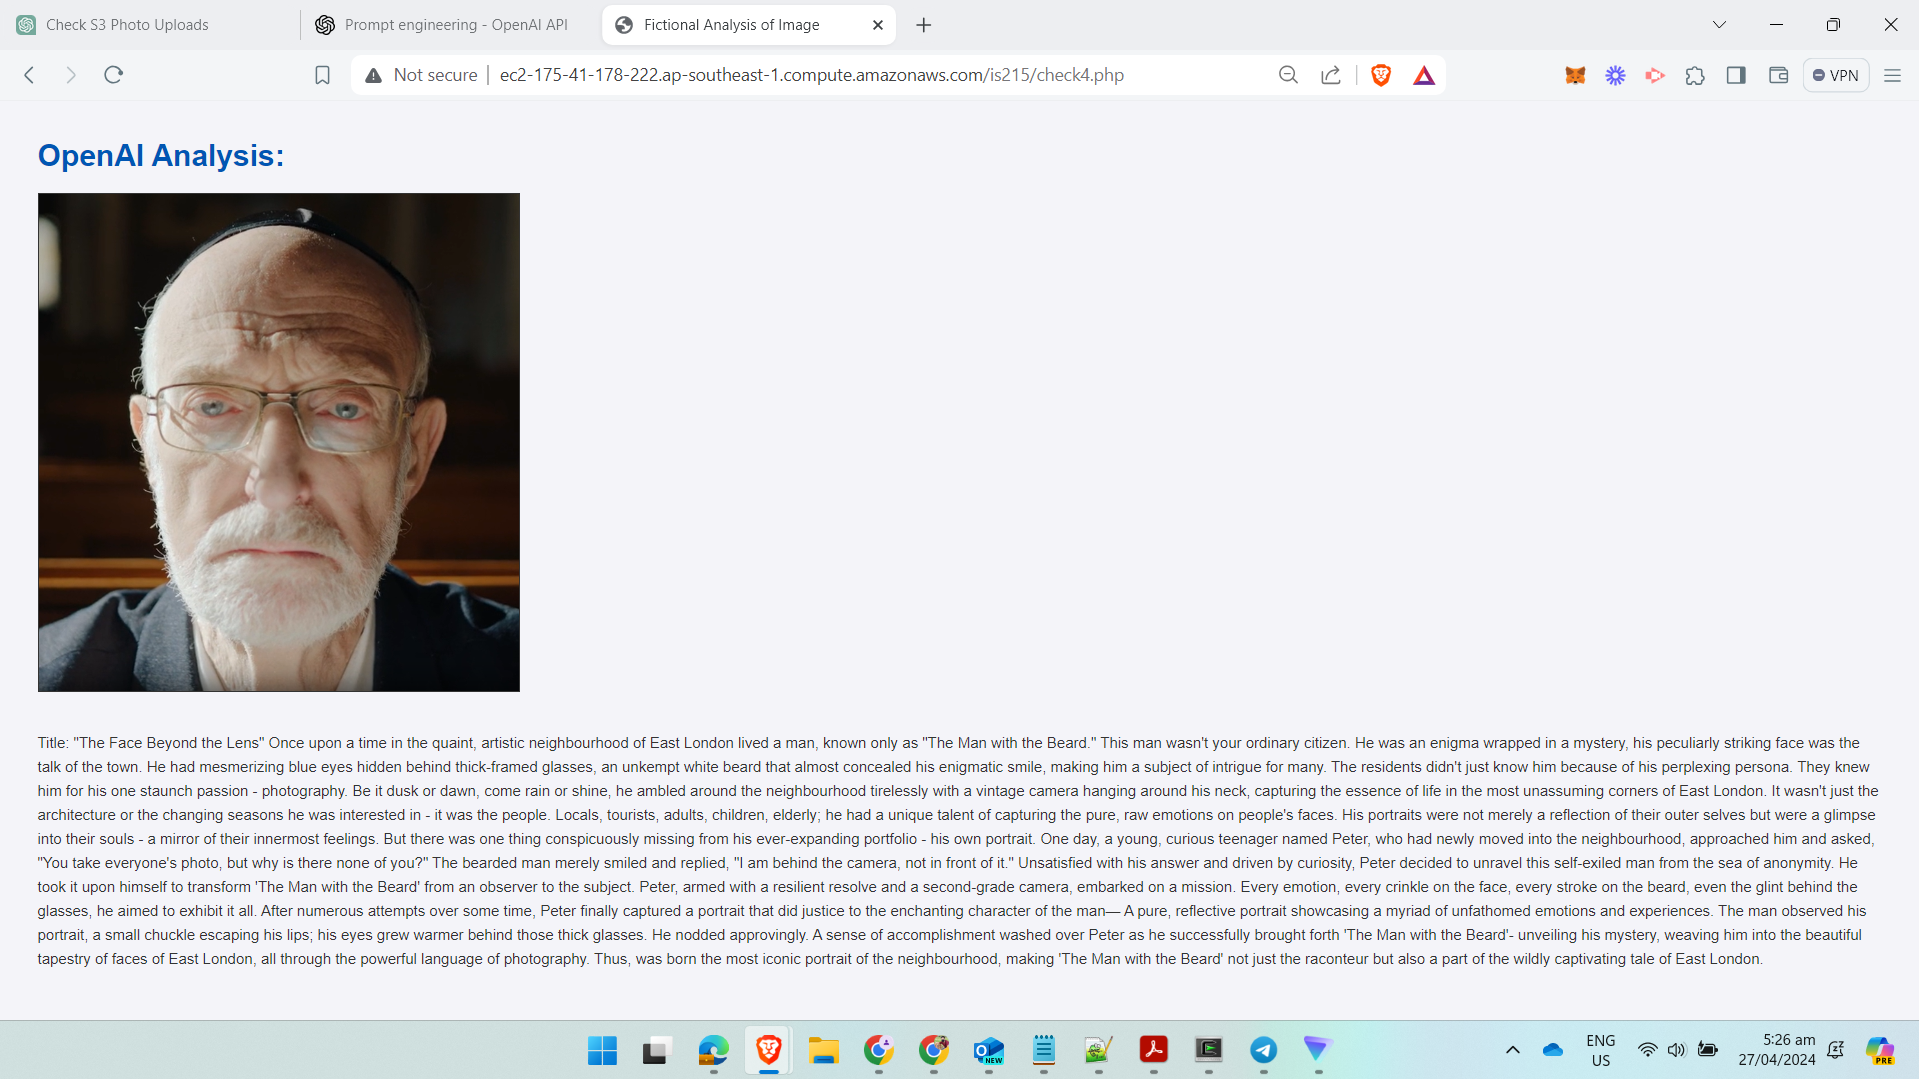 Check S3 Photo Uploads
Prompt engineering - OpenAI API
Fictional Analysis of Image
Not secure
ec2-175-41-178-222.ap-southeast-1.compute.amazonaws.com/is215/check4.php
VPN
OpenAI Analysis:
Title: "The Face Beyond the Lens" Once upon a time in the quaint, artistic neighbourhood of East London lived a man, known only as "The Man with the Beard." This man wasn't your ordinary citizen. He was an enigma wrapped in a mystery, his peculiarly striking face was the
talk of the town. He had mesmerizing blue eyes hidden behind thick-framed glasses, an unkempt white beard that almost concealed his enigmatic smile, making him a subject of intrigue for many. The residents didn't just know him because of his perplexing persona. They knew
him for his one staunch passion - photography. Be it dusk or dawn, come rain or shine, he ambled around the neighbourhood tirelessly with a vintage camera hanging around his neck, capturing the essence of life in the most unassuming corners of East London. It wasn't just the
architecture or the changing seasons he was interested in - it was the people. Locals, tourists, adults, children, elderly; he had a unique talent of capturing the pure, raw emotions on people's faces. His portraits were not merely a reflection of their outer selves but were a glimpse
into their souls - a mirror of their innermost feelings. But there was one thing conspicuously missing from his ever-expanding portfolio - his own portrait. One day, a young, curious teenager named Peter, who had newly moved into the neighbourhood, approached him and asked,
"You take everyone's photo, but why is there none of you?" The bearded man merely smiled and replied, "I am behind the camera, not in front of it." Unsatisfied with his answer and driven by curiosity, Peter decided to unravel this self-exiled man from the sea of anonymity. He
took it upon himself to transform 'The Man with the Beard' from an observer to the subject. Peter, armed with a resilient resolve and a second-grade camera, embarked on a mission. Every emotion, every crinkle on the face, every stroke on the beard, even the glint behind the
glasses, he aimed to exhibit it all. After numerous attempts over some time, Peter finally captured a portrait that did justice to the enchanting character of the man— A pure, reflective portrait showcasing a myriad of unfathomed emotions and experiences. The man observed his
portrait, a small chuckle escaping his lips; his eyes grew warmer behind those thick glasses. He nodded approvingly. A sense of accomplishment washed over Peter as he successfully brought forth 'The Man with the Beard'- unveiling his mystery, weaving him into the beautiful
tapestry of faces of East London, all through the powerful language of photography. Thus, was born the most iconic portrait of the neighbourhood, making 'The Man with the Beard' not just the raconteur but also a part of the wildly captivating tale of East London.
NEW
ENG
US
5:26 am
27/04/2024
PRE